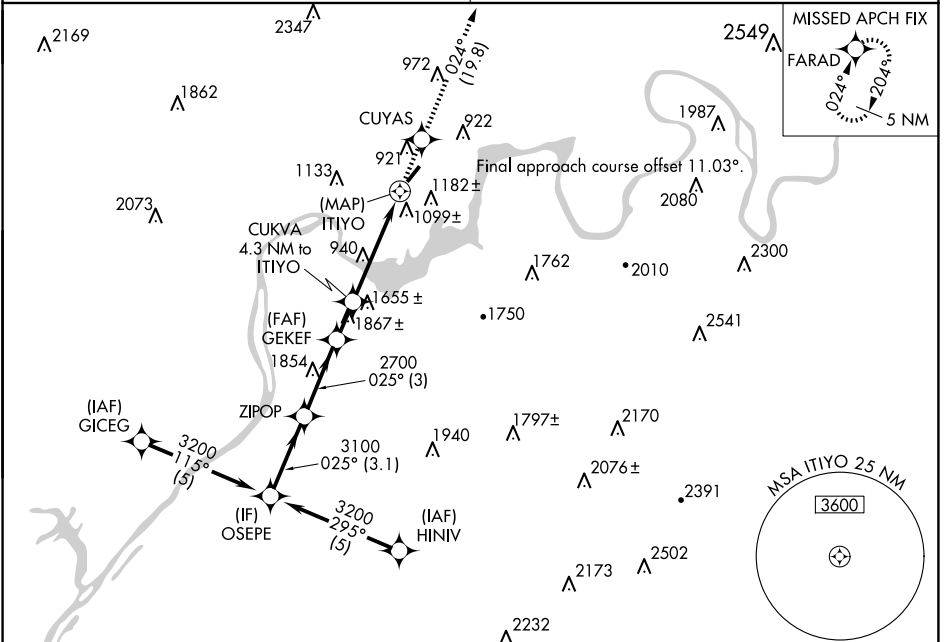 2169
2347
2549
MISSED APCH FIX
FARAD
024°
204°
5 NM
024°
(19.8)
972
1862
CUYAS
922
921
1987
Final approach course offset 11.03°.
1133
1182±
2080
(MAP)
ITIYO
1099±
2073
CUKVA
4.3 NM to
ITIYO
940
1762
2010
2300
1655±
1867±
1750
(FAF)
GEKEF
2541
1854
2700
025° (3)
ZIPOP
(IAF)
GICEG
3200
115°
(5)
3100
025° (3.1)
1940
1797±
2170
2076±
2391
MSA ITIYO 25 NM
3600
(IF)
OSEPE
3200
295°
(5)
(IAF)
HINIV
2502
2173
2232